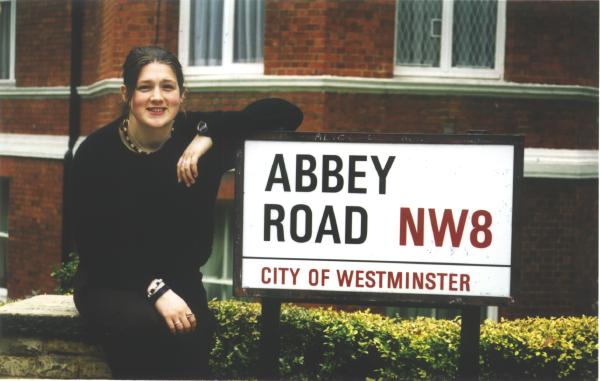 ABBEY
ROAD NW8
CITY OF WESTMINSTER